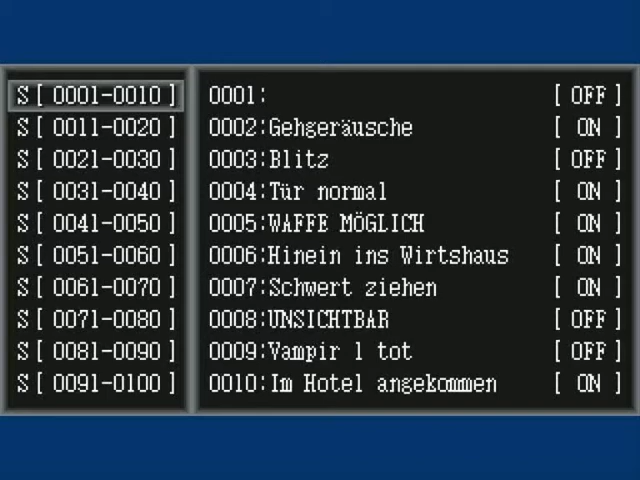 S[ 0001-0010 ]
S[ 0011-0020 ]
S[ 0021-0030 ]
S[ 0031-0040 ]
S[ 0041-0050 ]
S[ 0051-0060 ]
S[ 0061-0070 ]
S[ 0071-0080 ]
S[ 0081-0090 ]
S[ 0091-0100 ]
0001: [ OFF ]
0002:Gehgeräusche [ ON ]
0003:Blitz [ OFF ]
0004:Tür normal [ ON ]
0005:WAFFE MÖGLICH [ ON ]
0006:Hinein ins Wirtshaus [ ON ]
0007:Schwert ziehen [ ON ]
0008:UNSICHTBAR [ OFF ]
0009:Vampir 1 tot [ OFF ]
0010:Im Hotel angekommen [ ON ]